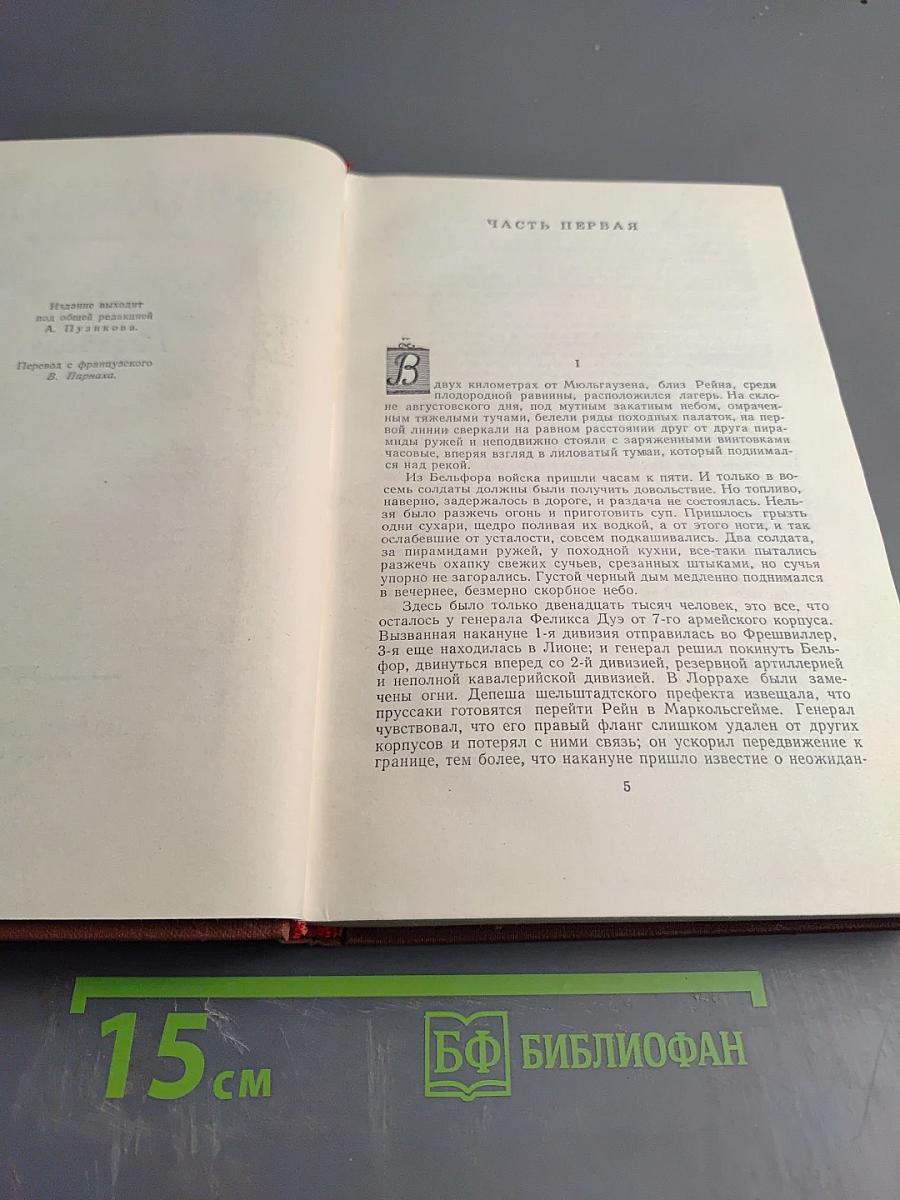 Издание выходит
под общей редакцией
А. Пузикова.
Перевод с французского
В. Парнаха.
ЧАСТЬ ПЕРВАЯ
I
В двух километрах от Мюльгаузена, близ Рейна, среди
плодородной равнины, расположился лагерь. На скло-
не августовского дня, под мутным закатным небом, омрачен-
ным тяжелыми тучами, белели ряды походных палаток, на пер-
вой линии сверкали на равном расстоянии друг от друга пира-
миды ружей и неподвижно стояли с заряженными винтовками
часовые, вперяя взгляд в лиловатый туман, который поднимал-
ся над рекой.
Из Бельфора войска пришли часам к пяти. И только в во-
семь солдаты должны были получить довольствие. Но топливо,
наверно, задержалось в дороге, и раздача не состоялась. Нель-
зя было разжечь огонь и приготовить суп. Пришлось грызть
одни сухари, щедро поливая их водкой, а от этого ноги, и так
ослабевшие от усталости, совсем подкашивались. Два солдата,
за пирамидами ружей, у походной кухни, все-таки пытались
разжечь охапку свежих сучьев, срезанных штыками, но сучья
упорно не загорались. Густой черный дым медленно поднимался
в вечернее, безмерно скорбное небо.
Здесь было только двенадцать тысяч человек, это все, что
осталось у генерала Феликса Дуэ от 7-го армейского корпуса.
Вызванная накануне 1-я дивизия отправилась во Фрешвиллер,
3-я еще находилась в Лионе; и генерал решил покинуть Бель-
фор, двинуться вперед со 2-й дивизией, резервной артиллерией
и неполной кавалерийской дивизией. В Лоррахе были заме-
чены огни. Депеша шельштадтского префекта извещала, что
пруссаки готовятся перейти Рейн в Маркольсгейме. Генерал
чувствовал, что его правый фланг слишком удален от других
корпусов и потерял с ними связь; он ускорил передвижение к
границе, тем более, что накануне пришло известие о неожидан-
5
15 см
БФ БИБЛИОФАН